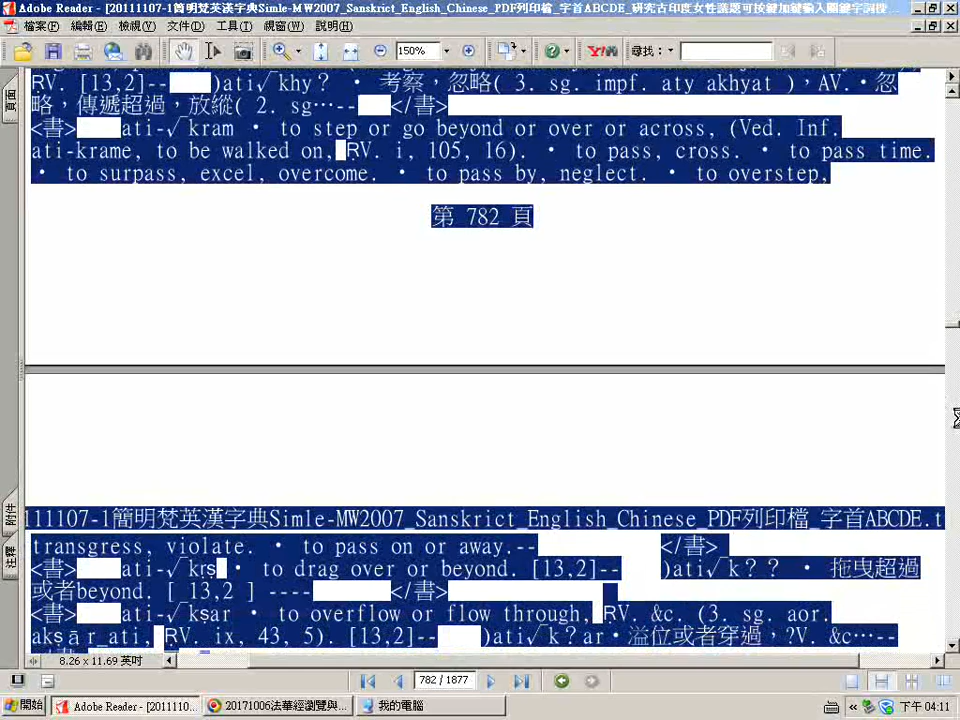 Adobe Reader - [20111107-1簡明梵英漢字典Simle-MW2007_Sanskrict_English_Chinese_PDF列印檔_字首ABCDE_研究古印度女性議題可按鍵加鍵輸入關鍵字詞搜
檔案(F) 編輯(E) 檢視(V) 文件(D) 工具(T) 視窗(W) 說明(H)
150% Y! 尋找:
頁面
RV. [13,2]-- )ati√khy？ • 考察，忽略( 3. sg. impf. aty akhyat )，AV.•忽
略，傳遞超過，放縱( 2. sg…-- </書>
<書> ati-√kram • to step or go beyond or over or across, (Ved. Inf.
ati-krame, to be walked on, ṚV. i, 105, 16). • to pass, cross. • to pass time.
• to surpass, excel, overcome. • to pass by, neglect. • to overstep,
第 782 頁
附件
註釋
111107-1簡明梵英漢字典Simle-MW2007_Sanskrict_English_Chinese_PDF列印檔_字首ABCDE.t
transgress, violate. • to pass on or away.-- </書>
<書> ati-√krṣ • to drag over or beyond. [13,2]-- )ati√k？？ • 拖曳超過
或者beyond. [ 13,2 ] ---- </書>
<書> ati-√kṣar • to overflow or flow through, ṚV. &c. (3. sg. aor.
akṣār_ati, ṚV. ix, 43, 5). [13,2]-- )ati√k？ar•溢位或者穿過，?V. &c…--
8.26 x 11.69 英吋
782 / 1877
開始 Adobe Reader - [2011110... 20171006法華經瀏覽與... 我的電腦 下午 04:11